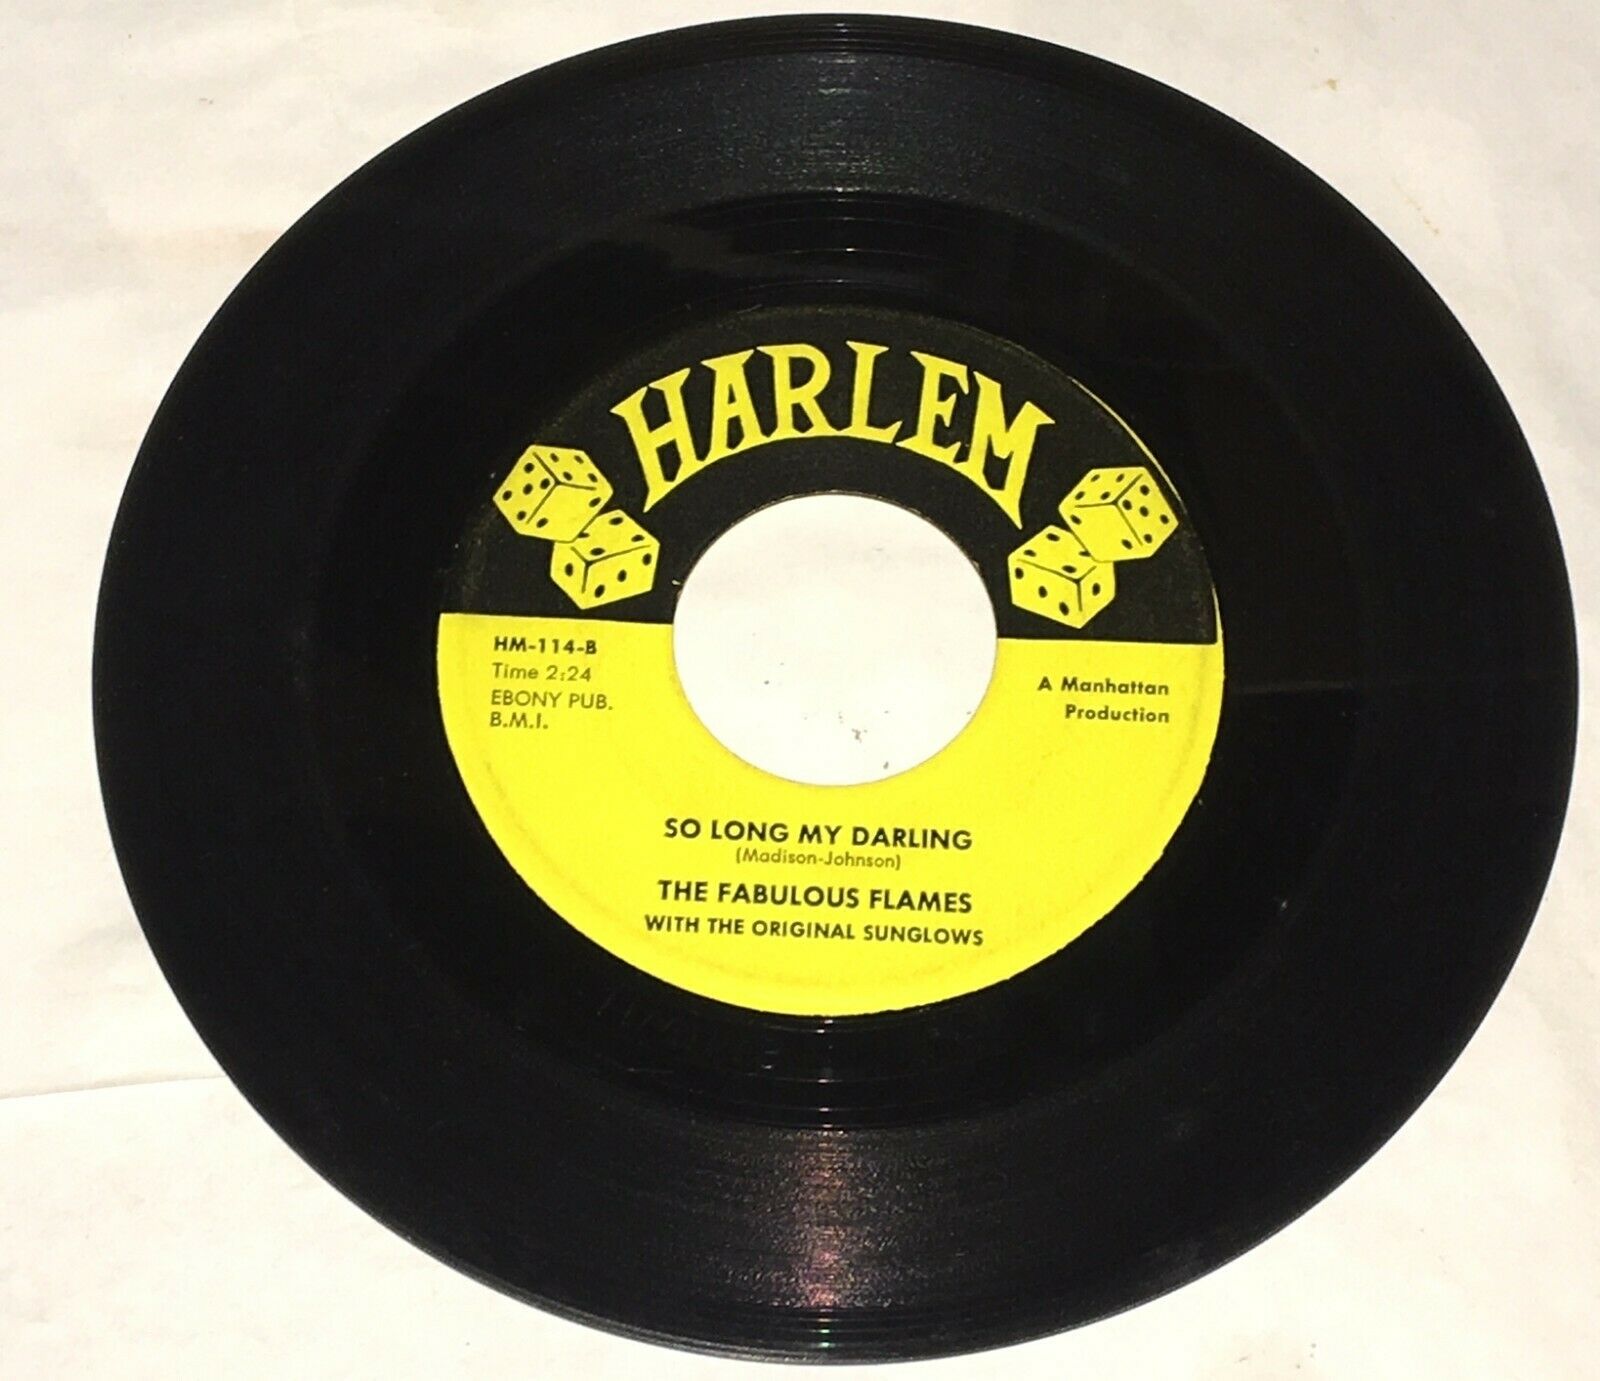 HARLEM
HM-114-B
Time 2:24
EBONY PUB.
B.M.I.
A Manhattan
Production
SO LONG MY DARLING
(Madison-Johnson)
THE FABULOUS FLAMES
WITH THE ORIGINAL SUNGLOWS